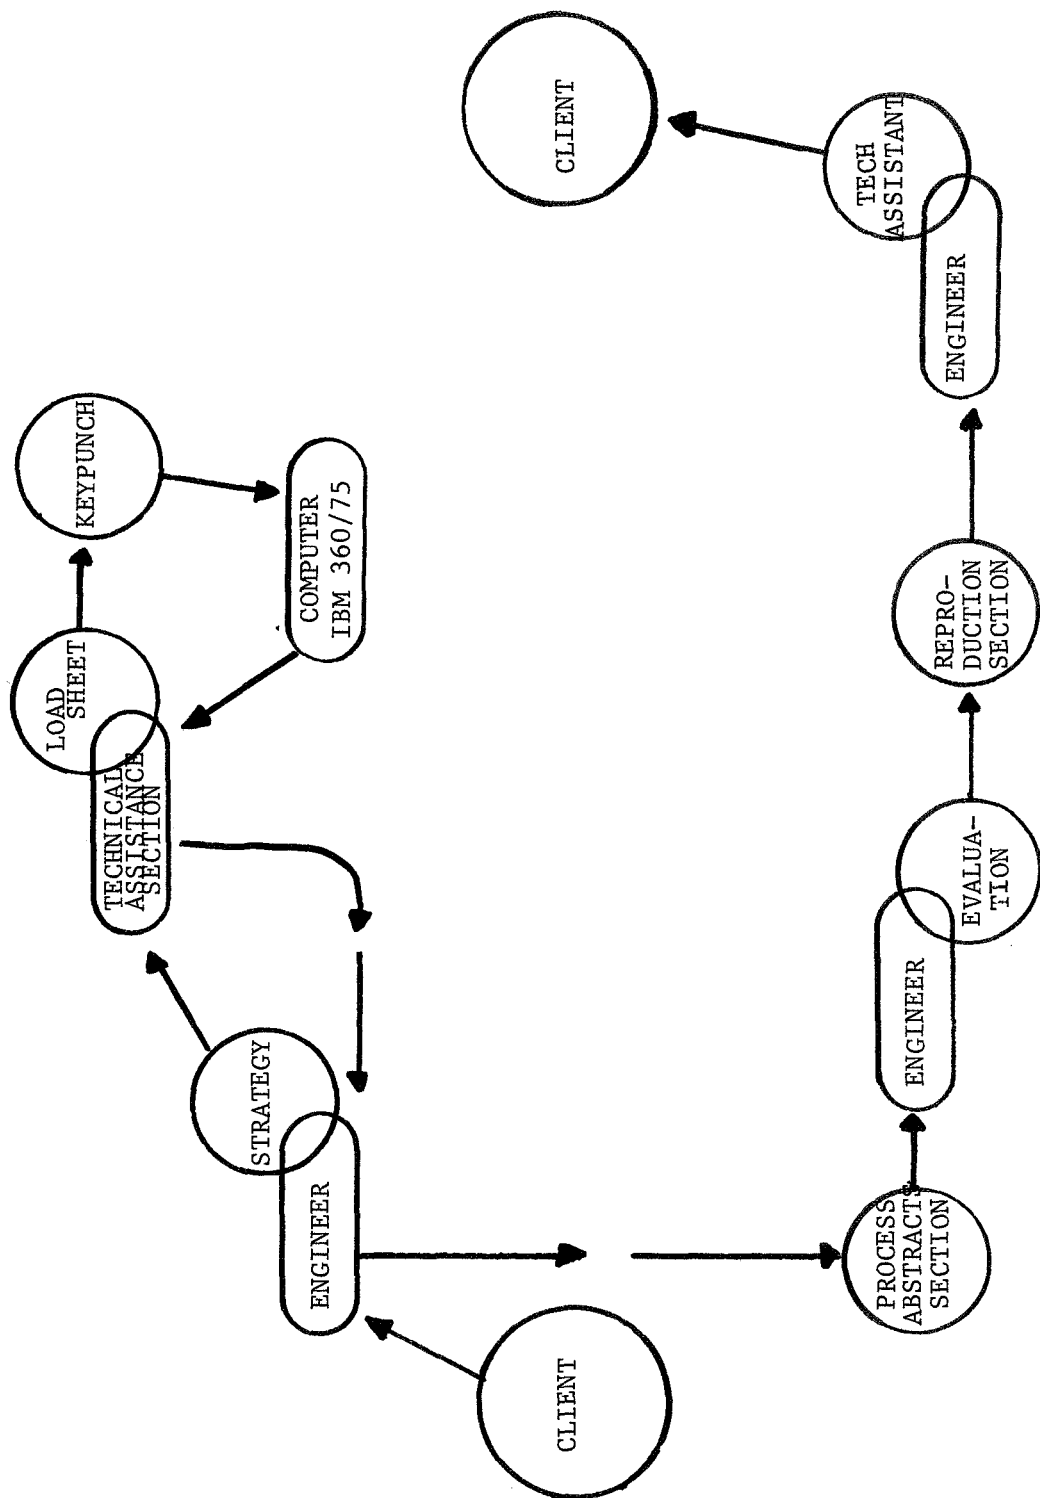 CLIENT
ENGINEER
STRATEGY
TECHNICAL
ASSISTANCE
SECTION
LOAD
SHEET
KEYPUNCH
COMPUTER
IBM 360/75
PROCESS
ABSTRACTS
SECTION
ENGINEER
EVALUA-
TION
REPRO-
DUCTION
SECTION
ENGINEER
TECH
ASSISTANT
CLIENT